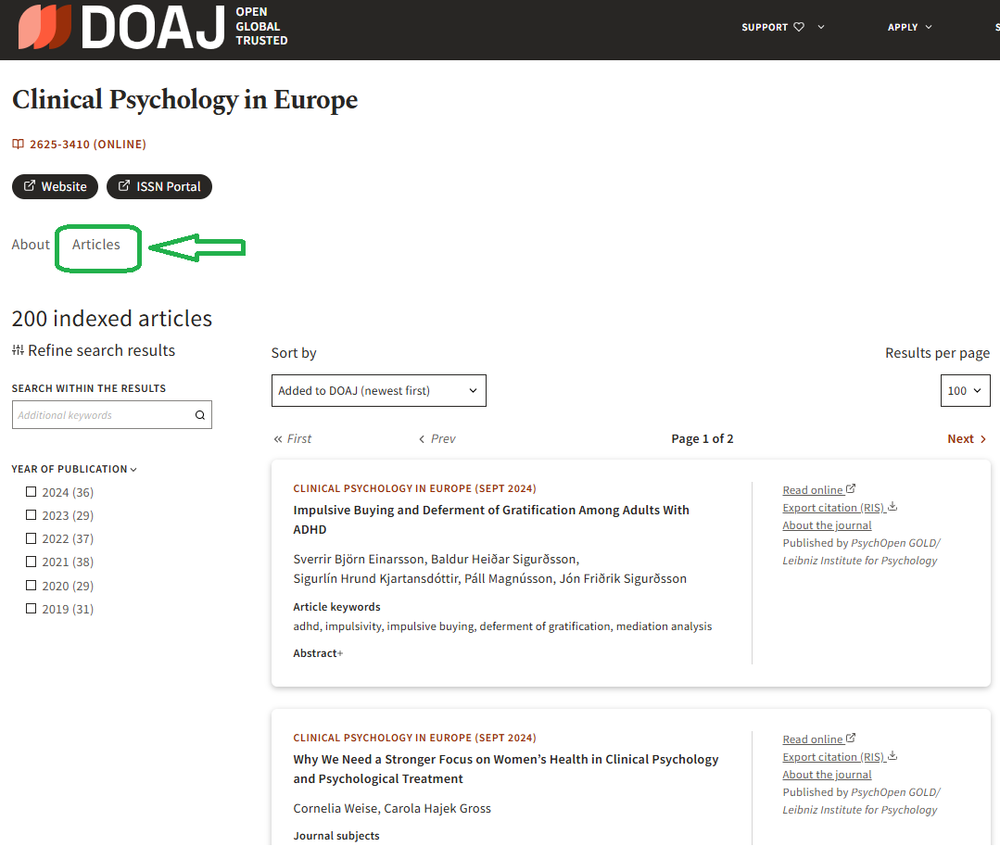 DOAJ
OPEN
GLOBAL
TRUSTED
SUPPORT
APPLY
S
Clinical Psychology in Europe
2625-3410 (ONLINE)
Website
ISSN Portal
About
Articles
200 indexed articles
Refine search results
SEARCH WITHIN THE RESULTS
Additional keywords
YEAR OF PUBLICATION
2024 (36)
2023 (29)
2022 (37)
2021 (38)
2020 (29)
2019 (31)
Sort by
Added to DOAJ (newest first)
Results per page
100
« First
‹ Prev
Page 1 of 2
Next ›
CLINICAL PSYCHOLOGY IN EUROPE (SEPT 2024)
Impulsive Buying and Deferment of Gratification Among Adults With
ADHD
Sverrir Björn Einarsson, Baldur Heiðar Sigurðsson,
Sigurlín Hrund Kjartansdóttir, Páll Magnússon, Jón Friðrik Sigurðsson
Article keywords
adhd, impulsivity, impulsive buying, deferment of gratification, mediation analysis
Abstract+
Read online
Export citation (RIS)
About the journal
Published by PsychOpen GOLD/
Leibniz Institute for Psychology
CLINICAL PSYCHOLOGY IN EUROPE (SEPT 2024)
Why We Need a Stronger Focus on Women’s Health in Clinical Psychology
and Psychological Treatment
Cornelia Weise, Carola Hajek Gross
Journal subjects
Read online
Export citation (RIS)
About the journal
Published by PsychOpen GOLD/
Leibniz Institute for Psychology